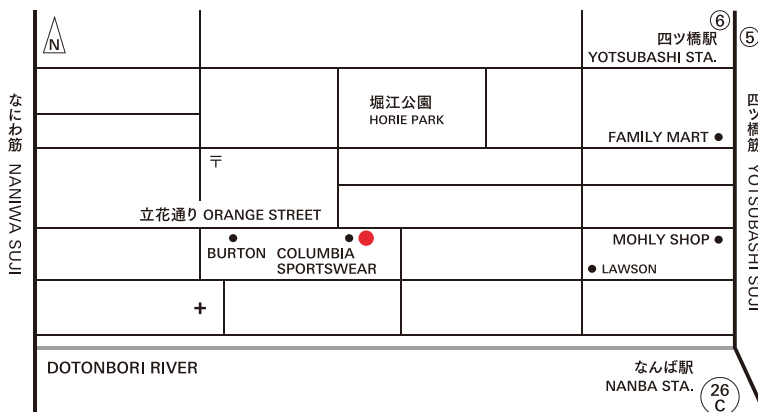 N
⑥
四ツ橋駅
YOTSUBASHI STA.
⑤
なにわ筋 NANIWA SUJI
堀江公園
HORIE PARK
四ツ橋筋 YOTSUBASHI SUJI
FAMILY MART
〒
立花通り ORANGE STREET
BURTON
COLUMBIA
SPORTSWEAR
MOHLY SHOP
LAWSON
+
DOTONBORI RIVER
なんば駅
NANBA STA.
26
C